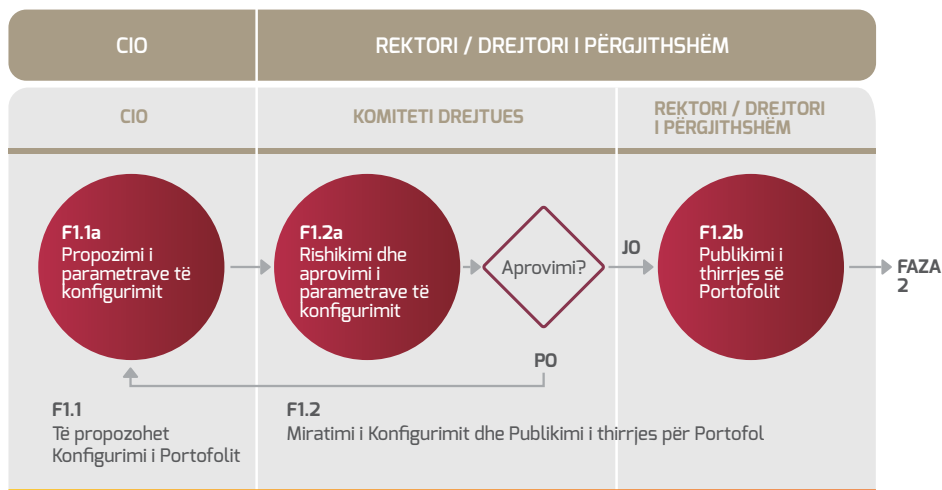 CIO
REKTORI / DREJTORI I PËRGJITHSHËM
CIO
KOMITETI DREJTUES
REKTORI / DREJTORI
I PËRGJITHSHËM
F1.1a
Propozimi i
parametrave të
konfigurimit
F1.2a
Rishikimi dhe
aprovimi i
parametrave të
konfigurimit
Aprovimi?
JO
F1.2b
Publikimi i
thirrjes së
Portofolit
FAZA
2
PO
F1.1
Të propozohet
Konfigurimi i Portofolit
F1.2
Miratimi i Konfigurimit dhe Publikimi i thirrjes për Portofol